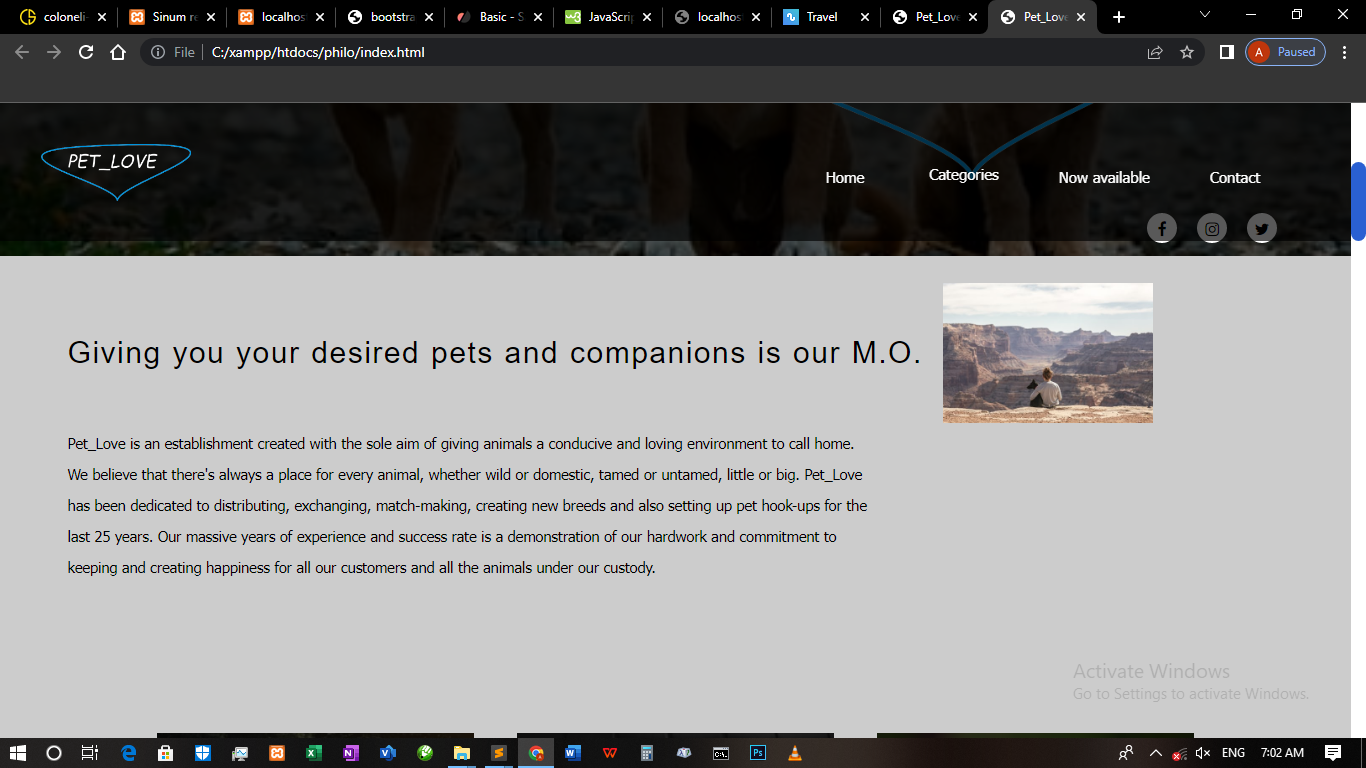 coloneli
Sinum re
localhos
bootstra
Basic - S
JavaScrip
localhos
Travel
Pet_Love
Pet_Love
File
C:/xampp/htdocs/philo/index.html
A
Paused
PET_LOVE
Home
Categories
Now available
Contact
Giving you your desired pets and companions is our M.O.
Pet_Love is an establishment created with the sole aim of giving animals a conducive and loving environment to call home.
We believe that there's always a place for every animal, whether wild or domestic, tamed or untamed, little or big. Pet_Love
has been dedicated to distributing, exchanging, match-making, creating new breeds and also setting up pet hook-ups for the
last 25 years. Our massive years of experience and success rate is a demonstration of our hardwork and commitment to
keeping and creating happiness for all our customers and all the animals under our custody.
Activate Windows
Go to Settings to activate Windows.
ENG
7:02 AM